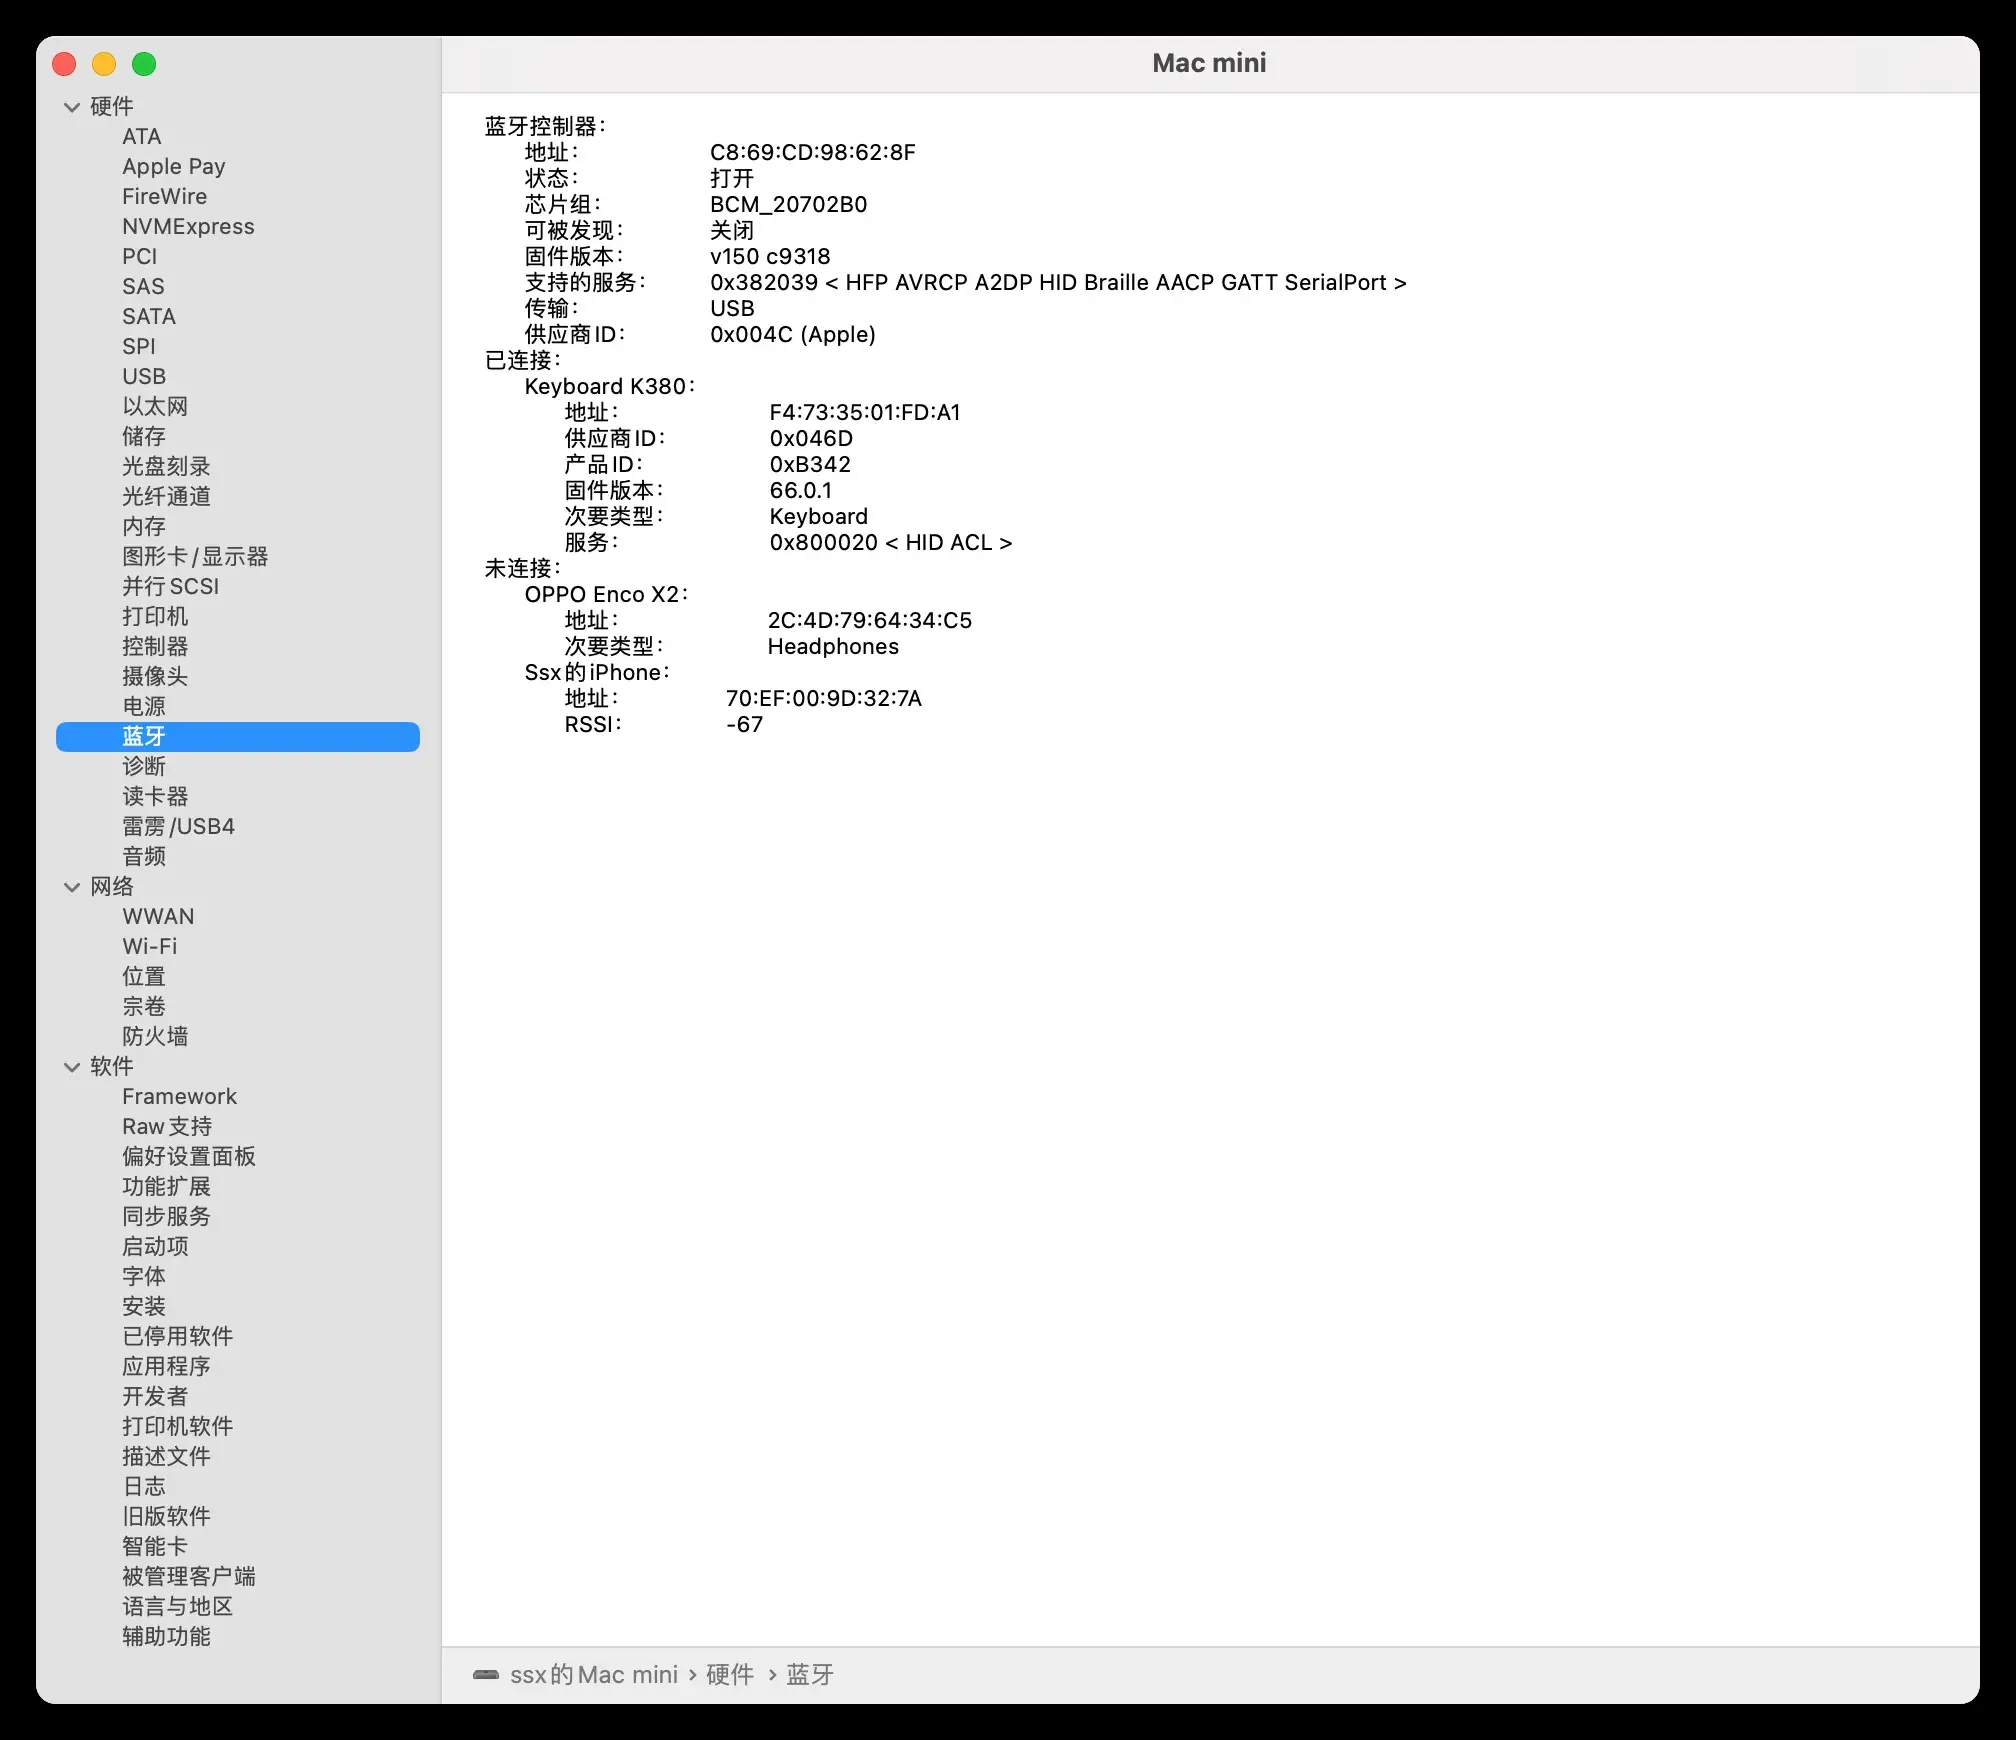 硬件
ATA
Apple Pay
FireWire
NVMExpress
PCI
SAS
SATA
SPI
USB
以太网
储存
光盘刻录
光纤通道
内存
图形卡/显示器
并行SCSI
打印机
控制器
摄像头
电源
蓝牙
诊断
读卡器
雷雳/USB4
音频
网络
WWAN
Wi-Fi
位置
宗卷
防火墙
软件
Framework
Raw支持
偏好设置面板
功能扩展
同步服务
启动项
字体
安装
已停用软件
应用程序
开发者
打印机软件
描述文件
日志
旧版软件
智能卡
被管理客户端
语言与地区
辅助功能
Mac mini
蓝牙控制器：
地址： C8:69:CD:98:62:8F
状态： 打开
芯片组： BCM_20702B0
可被发现： 关闭
固件版本： v150 c9318
支持的服务： 0x382039 < HFP AVRCP A2DP HID Braille AACP GATT SerialPort >
传输： USB
供应商ID： 0x004C (Apple)
已连接：
Keyboard K380：
地址： F4:73:35:01:FD:A1
供应商ID： 0x046D
产品ID： 0xB342
固件版本： 66.0.1
次要类型： Keyboard
服务： 0x800020 < HID ACL >
未连接：
OPPO Enco X2：
地址： 2C:4D:79:64:34:C5
次要类型： Headphones
Ssx的iPhone：
地址： 70:EF:00:9D:32:7A
RSSI： -67
ssx的Mac mini › 硬件 › 蓝牙